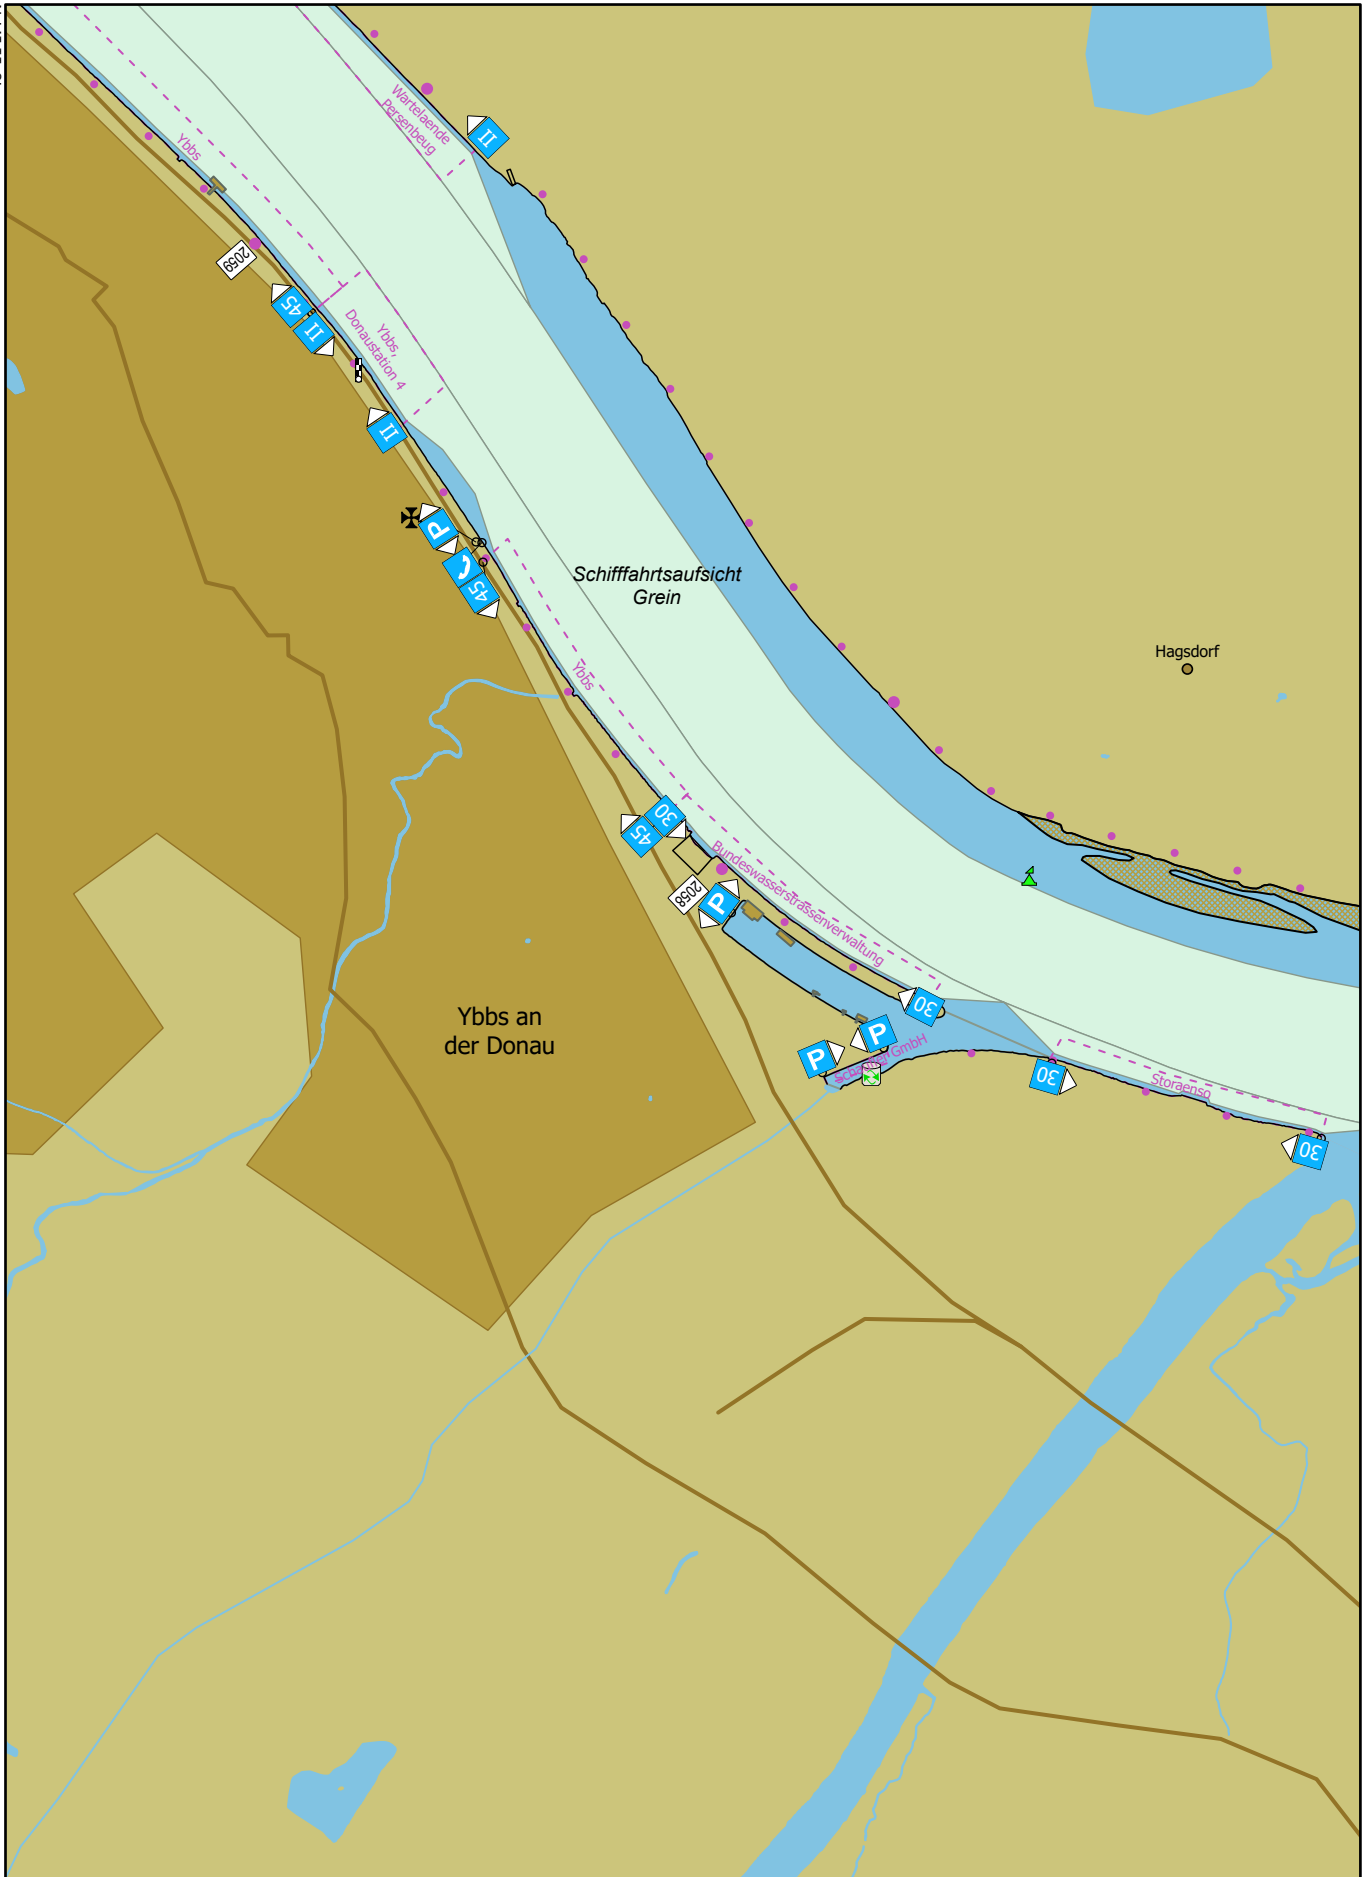 Wartelaende
Persenbeug
II
Ybbs
2059
45
II
Ybbs,
Donaustation 4
II
P
45
Schifffahrtsaufsicht
Grein
Hagsdorf
Ybbs
30
45
Bundeswasserstrassenverwaltung
2058
P
30
Ybbs an
der Donau
P
P
GmbH
30
Storaenso
30